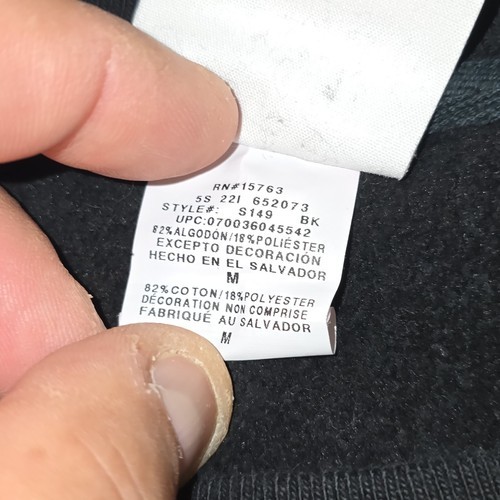 RN#15763
5S 22I 652073
STYLE#: S149 BK
UPC:070036045542
82%ALGODÓN/18%POLIÉSTER
EXCEPTO DECORACIÓN
HECHO EN EL SALVADOR
M
82%COTON/18%POLYESTER
DÉCORATION NON COMPRISE
FABRIQUÉ AU SALVADOR
M